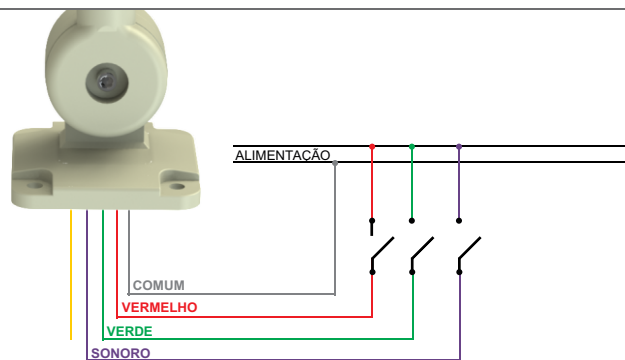 ALIMENTAÇÃO
COMUM
VERMELHO
VERDE
SONORO